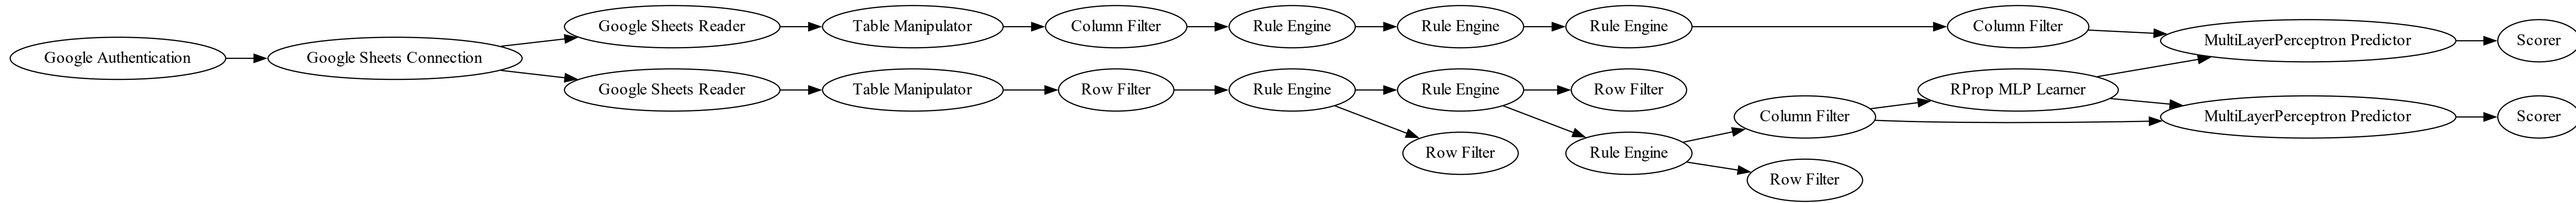 Google Authentication
Google Sheets Connection
Google Sheets Reader
Table Manipulator
Column Filter
Rule Engine
Rule Engine
Rule Engine
Column Filter
MultiLayerPerceptron Predictor
Scorer
Google Sheets Reader
Table Manipulator
Row Filter
Rule Engine
Rule Engine
Row Filter
RProp MLP Learner
Column Filter
MultiLayerPerceptron Predictor
Scorer
Row Filter
Rule Engine
Row Filter